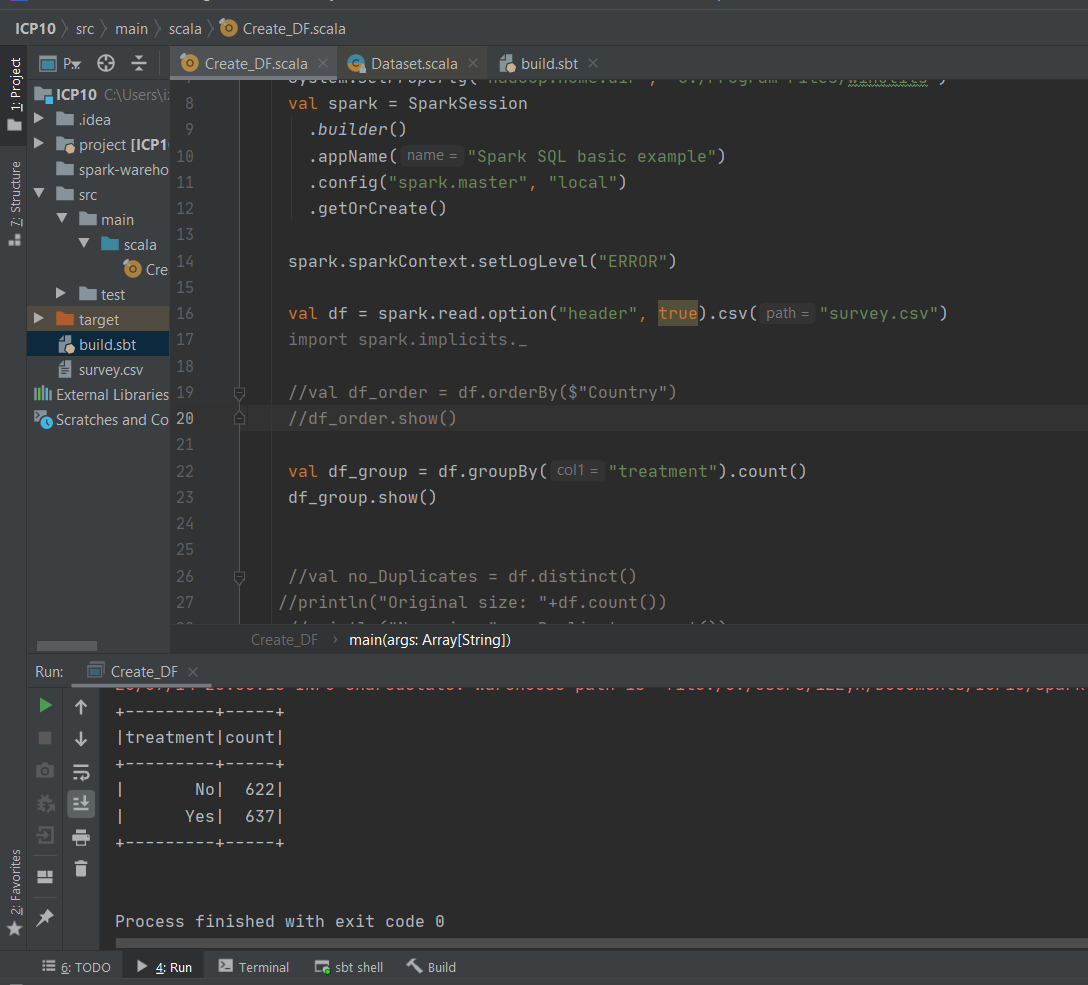 ICP10 src main scala Create_DF.scala
1: Project
P...
Create_DF.scala
Dataset.scala
build.sbt
ICP10 C:\Users\i
.idea
project [ICP1
spark-wareho
src
main
scala
Cre
test
target
build.sbt
survey.csv
External Libraries
Scratches and Co
7: Structure
2: Favorites
8 val spark = SparkSession
9 .builder()
10 .appName( name = "Spark SQL basic example")
11 .config("spark.master", "local")
12 .getOrCreate()
13
14 spark.sparkContext.setLogLevel("ERROR")
15
16 val df = spark.read.option("header", true).csv( path = "survey.csv")
17 import spark.implicits._
18
19 //val df_order = df.orderBy($"Country")
20 //df_order.show()
21
22 val df_group = df.groupBy( col1 = "treatment").count()
23 df_group.show()
24
25
26 //val no_Duplicates = df.distinct()
27 //println("Original size: "+df.count())
Create_DF › main(args: Array[String])
Run: Create_DF
+---------+-----+
|treatment|count|
+---------+-----+
|       No|  622|
|      Yes|  637|
+---------+-----+
Process finished with exit code 0
6: TODO
4: Run
Terminal
sbt shell
Build